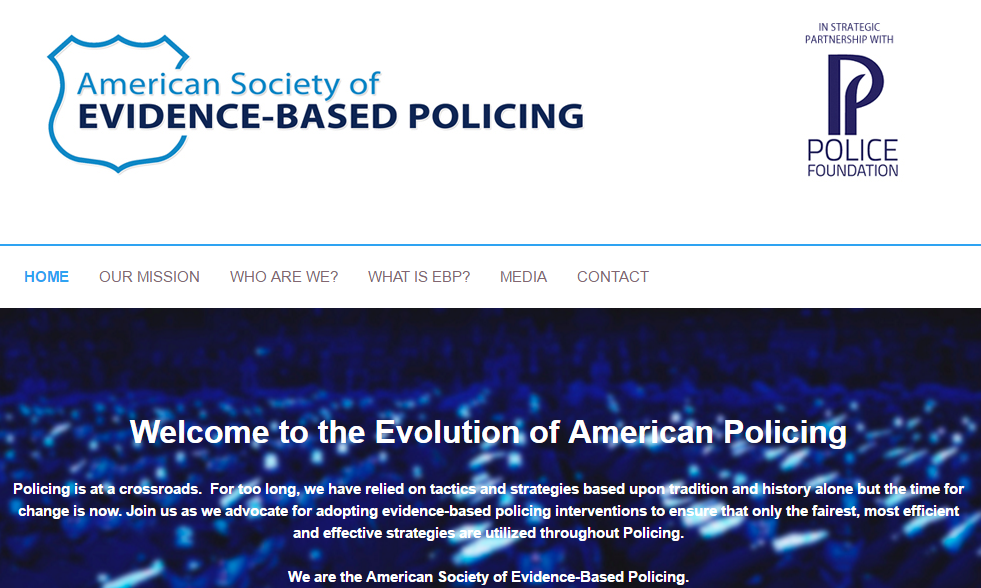 American Society of
EVIDENCE-BASED POLICING
IN STRATEGIC
PARTNERSHIP WITH
POLICE
FOUNDATION
HOME OUR MISSION WHO ARE WE? WHAT IS EBP? MEDIA CONTACT
Welcome to the Evolution of American Policing
Policing is at a crossroads.  For too long, we have relied on tactics and strategies based upon tradition and history alone but the time for
change is now. Join us as we advocate for adopting evidence-based policing interventions to ensure that only the fairest, most efficient
and effective strategies are utilized throughout Policing.
We are the American Society of Evidence-Based Policing.